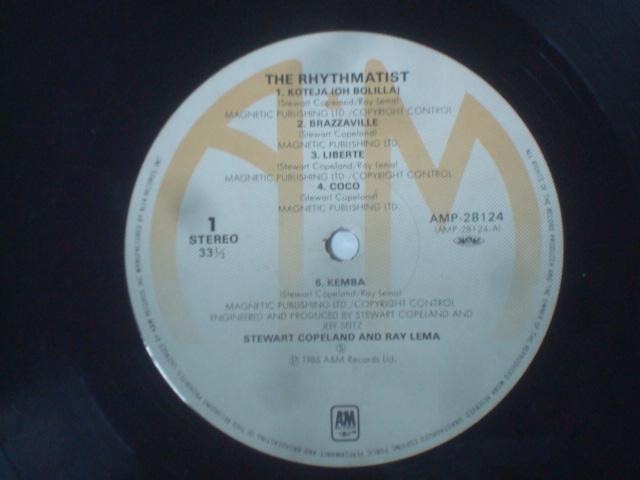 THE RHYTHMATIST
1. KOTEJA (OH BOLILLA)
(Stewart Copeland/Ray Lema)
MAGNETIC PUBLISHING LTD./COPYRIGHT CONTROL
2. BRAZZAVILLE
(Stewart Copeland)
MAGNETIC PUBLISHING LTD.
3. LIBERTE
(Stewart Copeland/Ray Lema)
MAGNETIC PUBLISHING LTD./COPYRIGHT CONTROL
4. COCO
(Stewart Copeland)
MAGNETIC PUBLISHING LTD.
1
STEREO
33⅓
AMP-28124
(AMP-28124-A)
6. KEMBA
(Stewart Copeland/Ray Lema)
MAGNETIC PUBLISHING LTD./COPYRIGHT CONTROL
ENGINEERED AND PRODUCED BY STEWART COPELAND AND
JEFF SEITZ
STEWART COPELAND AND RAY LEMA
Ⓢ
Ⓟ 1985 A&M Records Ltd.
A&M